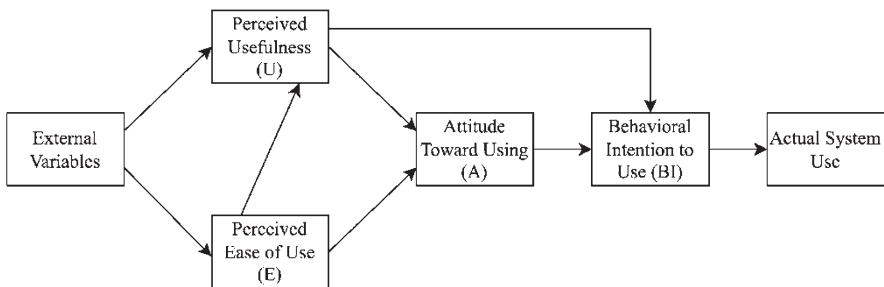 Perceived
Usefulness
(U)
External
Variables
Attitude
Toward Using
(A)
Behavioral
Intention to
Use (BI)
Actual System
Use
Perceived
Ease of Use
(E)